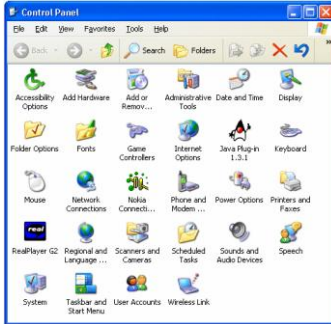 Control Panel
File Edit View Favorites Tools Help
Back Search Folders
Accessibility Options
Add Hardware
Add or Remov...
Administrative Tools
Date and Time
Display
Folder Options
Fonts
Game Controllers
Internet Options
Java Plug-in 1.3.1
Keyboard
Mouse
Network Connections
Nokia Connecti...
Phone and Modem ...
Power Options
Printers and Faxes
real
RealPlayer G2
Regional and Language ...
Scanners and Cameras
Scheduled Tasks
Sounds and Audio Devices
Speech
System
Taskbar and Start Menu
User Accounts
Wireless Link